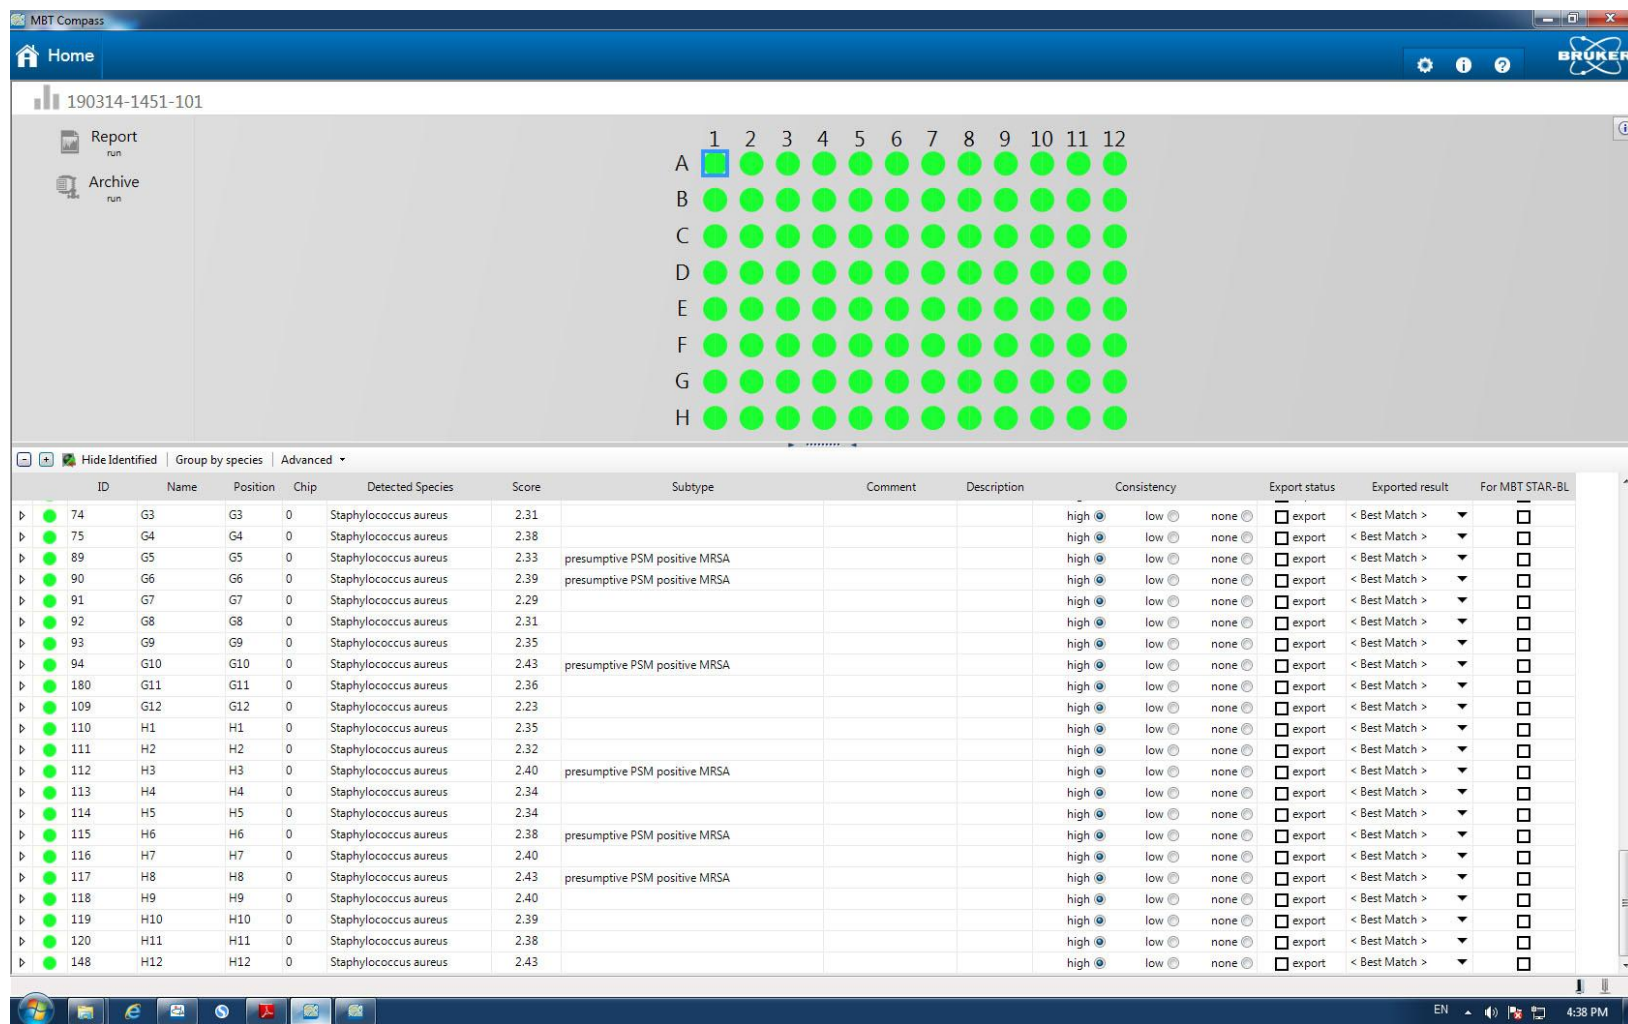 MBT Compass
Home
BRUKER
190314-1451-101
Report
run
Archive
run
1 2 3 4 5 6 7 8 9 10 11 12
A
B
C
D
E
F
G
H
Hide Identified Group by species Advanced
ID Name Position Chip Detected Species Score Subtype Comment Description Consistency Export status Exported result For MBT STAR-BL
74 G3 G3 0 Staphylococcus aureus 2.31 high low none export < Best Match >
75 G4 G4 0 Staphylococcus aureus 2.38 high low none export < Best Match >
89 G5 G5 0 Staphylococcus aureus 2.33 presumptive PSM positive MRSA high low none export < Best Match >
90 G6 G6 0 Staphylococcus aureus 2.39 presumptive PSM positive MRSA high low none export < Best Match >
91 G7 G7 0 Staphylococcus aureus 2.29 high low none export < Best Match >
92 G8 G8 0 Staphylococcus aureus 2.31 high low none export < Best Match >
93 G9 G9 0 Staphylococcus aureus 2.35 high low none export < Best Match >
94 G10 G10 0 Staphylococcus aureus 2.43 presumptive PSM positive MRSA high low none export < Best Match >
180 G11 G11 0 Staphylococcus aureus 2.36 high low none export < Best Match >
109 G12 G12 0 Staphylococcus aureus 2.23 high low none export < Best Match >
110 H1 H1 0 Staphylococcus aureus 2.35 high low none export < Best Match >
111 H2 H2 0 Staphylococcus aureus 2.32 high low none export < Best Match >
112 H3 H3 0 Staphylococcus aureus 2.40 presumptive PSM positive MRSA high low none export < Best Match >
113 H4 H4 0 Staphylococcus aureus 2.34 high low none export < Best Match >
114 H5 H5 0 Staphylococcus aureus 2.34 high low none export < Best Match >
115 H6 H6 0 Staphylococcus aureus 2.38 presumptive PSM positive MRSA high low none export < Best Match >
116 H7 H7 0 Staphylococcus aureus 2.40 high low none export < Best Match >
117 H8 H8 0 Staphylococcus aureus 2.43 presumptive PSM positive MRSA high low none export < Best Match >
118 H9 H9 0 Staphylococcus aureus 2.40 high low none export < Best Match >
119 H10 H10 0 Staphylococcus aureus 2.39 high low none export < Best Match >
120 H11 H11 0 Staphylococcus aureus 2.38 high low none export < Best Match >
148 H12 H12 0 Staphylococcus aureus 2.43 high low none export < Best Match >
EN 4:38 PM